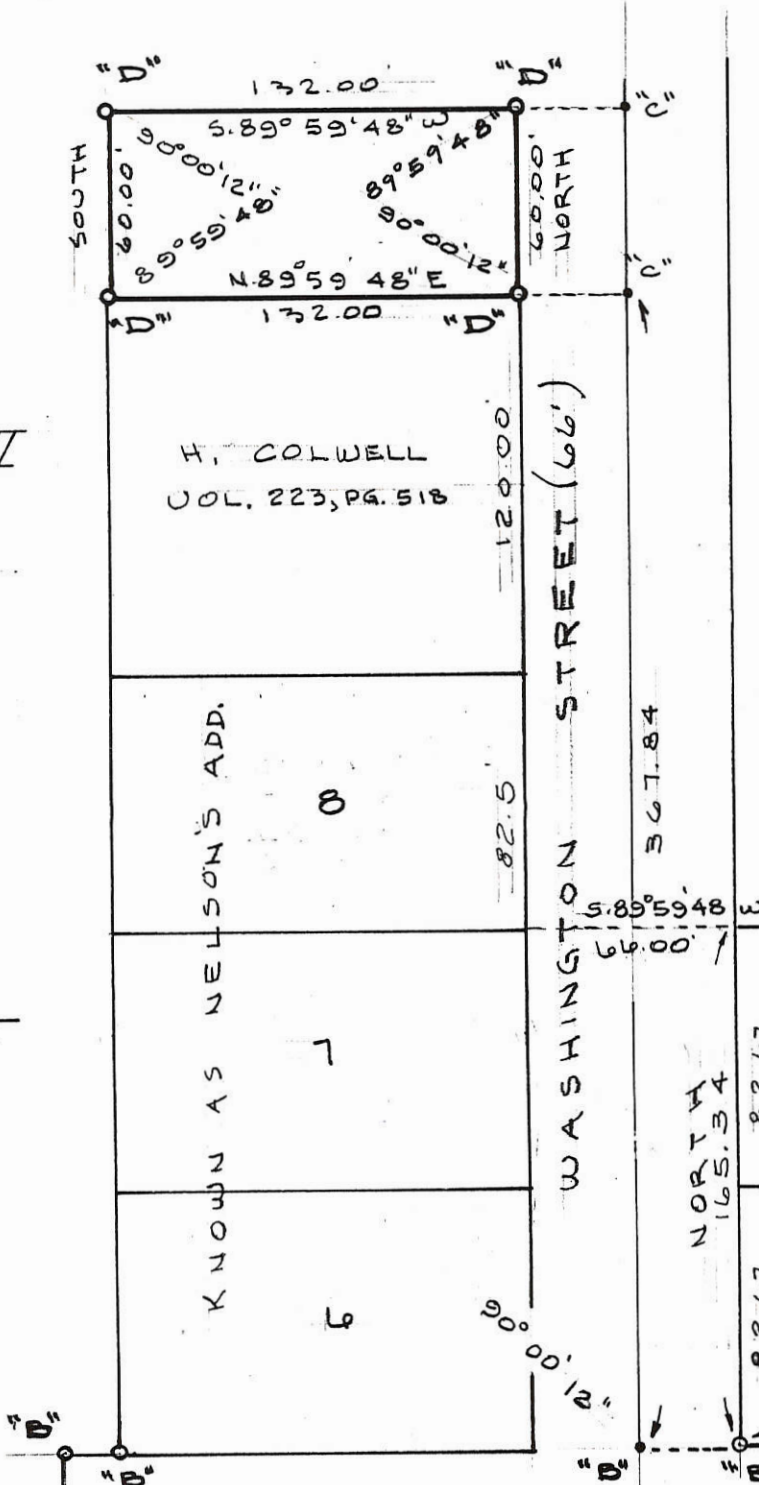 "D" 132.00' "D"
"C"
S.89° 59' 48" W
SOUTH
60.00'
90°00'12"
89°59'48"
89°59'48"
90°00'12"
60.00'
NORTH
"C"
N.89°59' 48" E
"D" 132.00 "D"
H. COLWELL
VOL. 223, PG. 518
120.00'
WASHINGTON STREET (66')
367.84
KNOWN AS NELSON'S ADD.
8
82.5'
S.89°59'48 W
66.00'
7
NORTH
165.34
6
90° 00' 12"
"B"
"B"
"B"